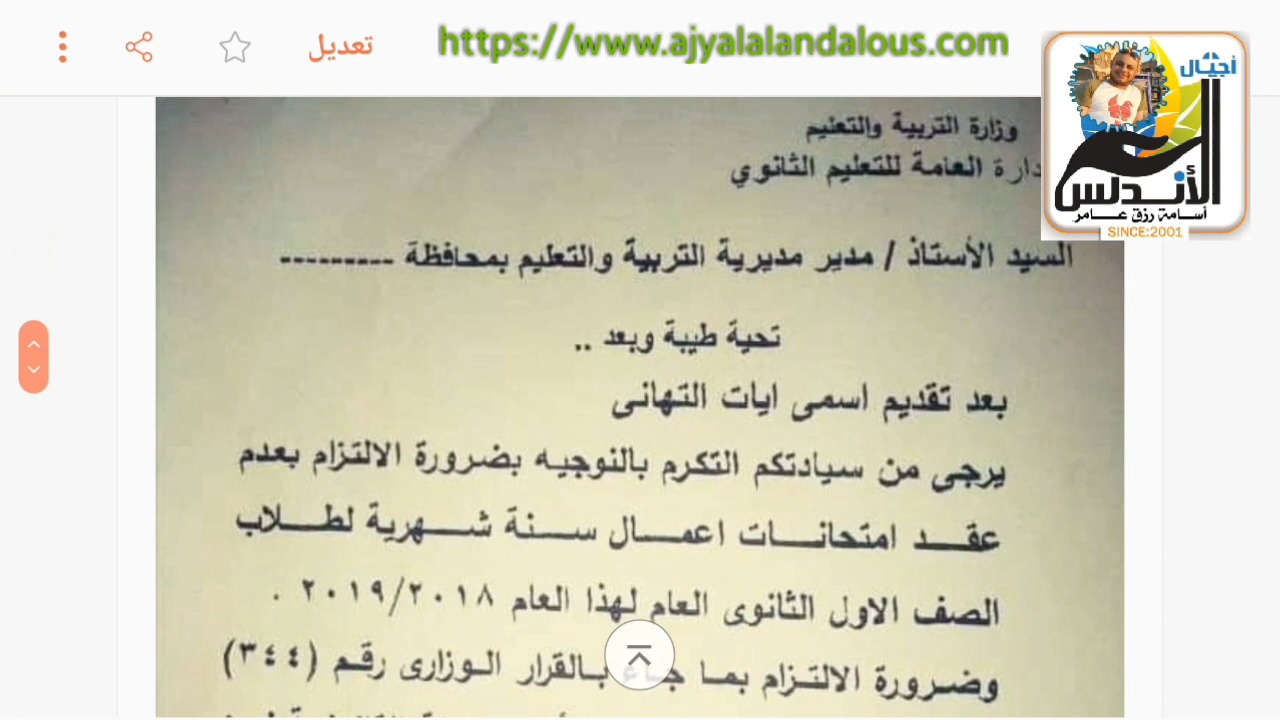 تعديل
https://www.ajyalalandalous.com
أجيال
الأندلس
أسامة رزق عامر
SINCE:2001
وزارة التربية والتعليم
دارة العامة للتعليم الثانوي
السيد الأستاذ / مدير مديرية التربية والتعليم بمحافظة ---------
تحية طيبة وبعد ..
بعد تقديم اسمى ايات التهانى
يرجى من سيادتكم التكرم بالتوجيه بضرورة الالتزام بعدم
عقد امتحانات اعمال سنة شهرية لطلاب
الصف الاول الثانوى العام لهذا العام ٢٠١٩/٢٠١٨ .
وضرورة الالتزام بما جاء بالقرار الوزارى رقم (٣٤٤)